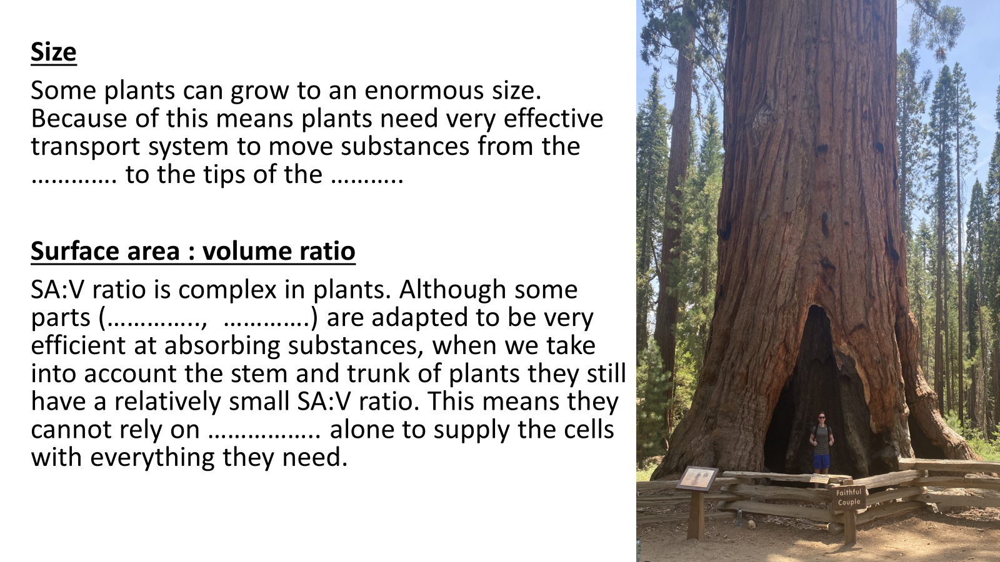 Size
Some plants can grow to an enormous size.
Because of this means plants need very effective
transport system to move substances from the
…………. to the tips of the ………..
Surface area : volume ratio
SA:V ratio is complex in plants. Although some
parts (………….., ………….) are adapted to be very
efficient at absorbing substances, when we take
into account the stem and trunk of plants they still
have a relatively small SA:V ratio. This means they
cannot rely on …………….. alone to supply the cells
with everything they need.
Faithful
Couple